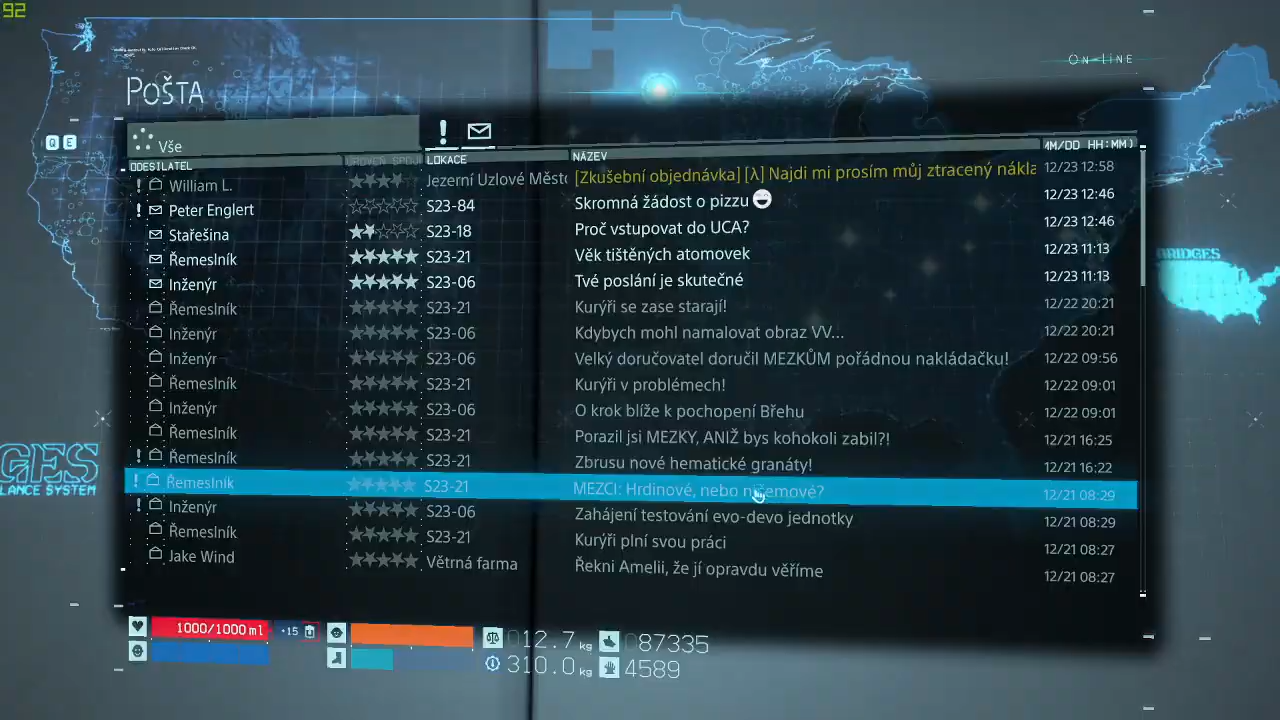 92
On-line
Pošta
Q E
Vše
BRIDGES
ODESÍLATEL LOKACE NÁZEV HH:MM)
William L. Jezerní Uzlové Město [Zkušební objednávka] [λ] Najdi mi prosím můj ztracený nákla 12/23 12:58
Peter Englert S23-84 Skromná žádost o pizzu 12/23 12:46
Stařešina S23-18 Proč vstupovat do UCA? 12/23 12:46
Řemeslník S23-21 Věk tištěných atomovek 12/23 11:13
Inženýr S23-06 Tvé poslání je skutečné 12/23 11:13
Řemeslník S23-21 Kurýři se zase starají! 12/22 20:21
Inženýr S23-06 Kdybych mohl namalovat obraz VV... 12/22 20:21
Inženýr S23-06 Velký doručovatel doručil MEZKŮM pořádnou nakládačku! 12/22 09:56
Řemeslník S23-21 Kurýři v problémech! 12/22 09:01
Inženýr S23-06 O krok blíže k pochopení Břehu 12/22 09:01
Řemeslník S23-21 Porazil jsi MEZKY, ANIŽ bys kohokoli zabil?! 12/21 16:25
Řemeslník S23-21 Zbrusu nové hematické granáty! 12/21 16:22
Řemeslník S23-21 MEZCI: Hrdinové, nebo ničemové? 12/21 08:29
Inženýr S23-06 Zahájení testování evo-devo jednotky 12/21 08:29
Řemeslník S23-21 Kurýři plní svou práci 12/21 08:27
Jake Wind Větrná farma Řekni Amelii, že jí opravdu věříme 12/21 08:27
GES
LANCE SYSTEM
1000/1000 ml +15 012.7 kg 087335
310.0 kg 4589